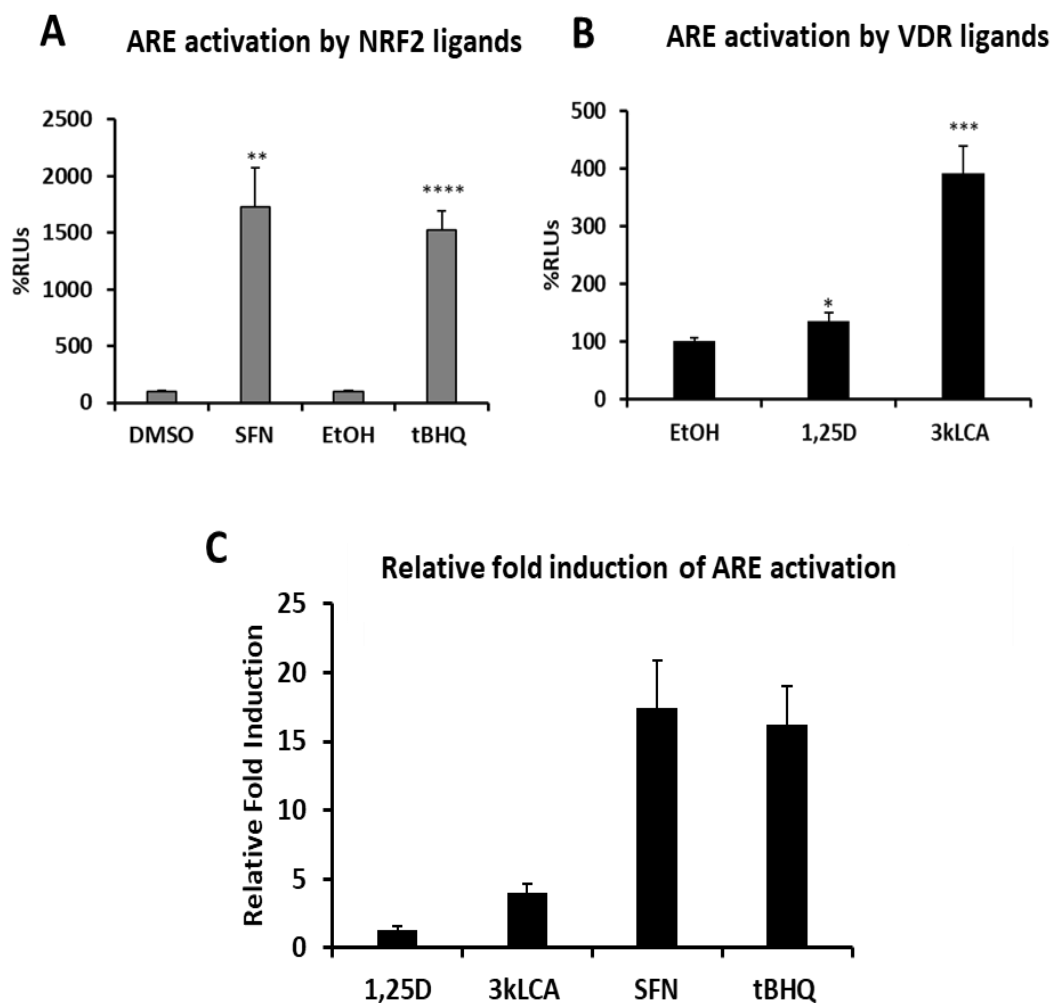 A
ARE activation by NRF2 ligands
%RLUs
2500
2000
1500
1000
500
0
**
****
DMSO SFN EtOH tBHQ
B
ARE activation by VDR ligands
%RLUs
500
400
300
200
100
0
*
***
EtOH 1,25D 3kLCA
C
Relative fold induction of ARE activation
Relative Fold Induction
25
20
15
10
5
0
1,25D 3kLCA SFN tBHQ